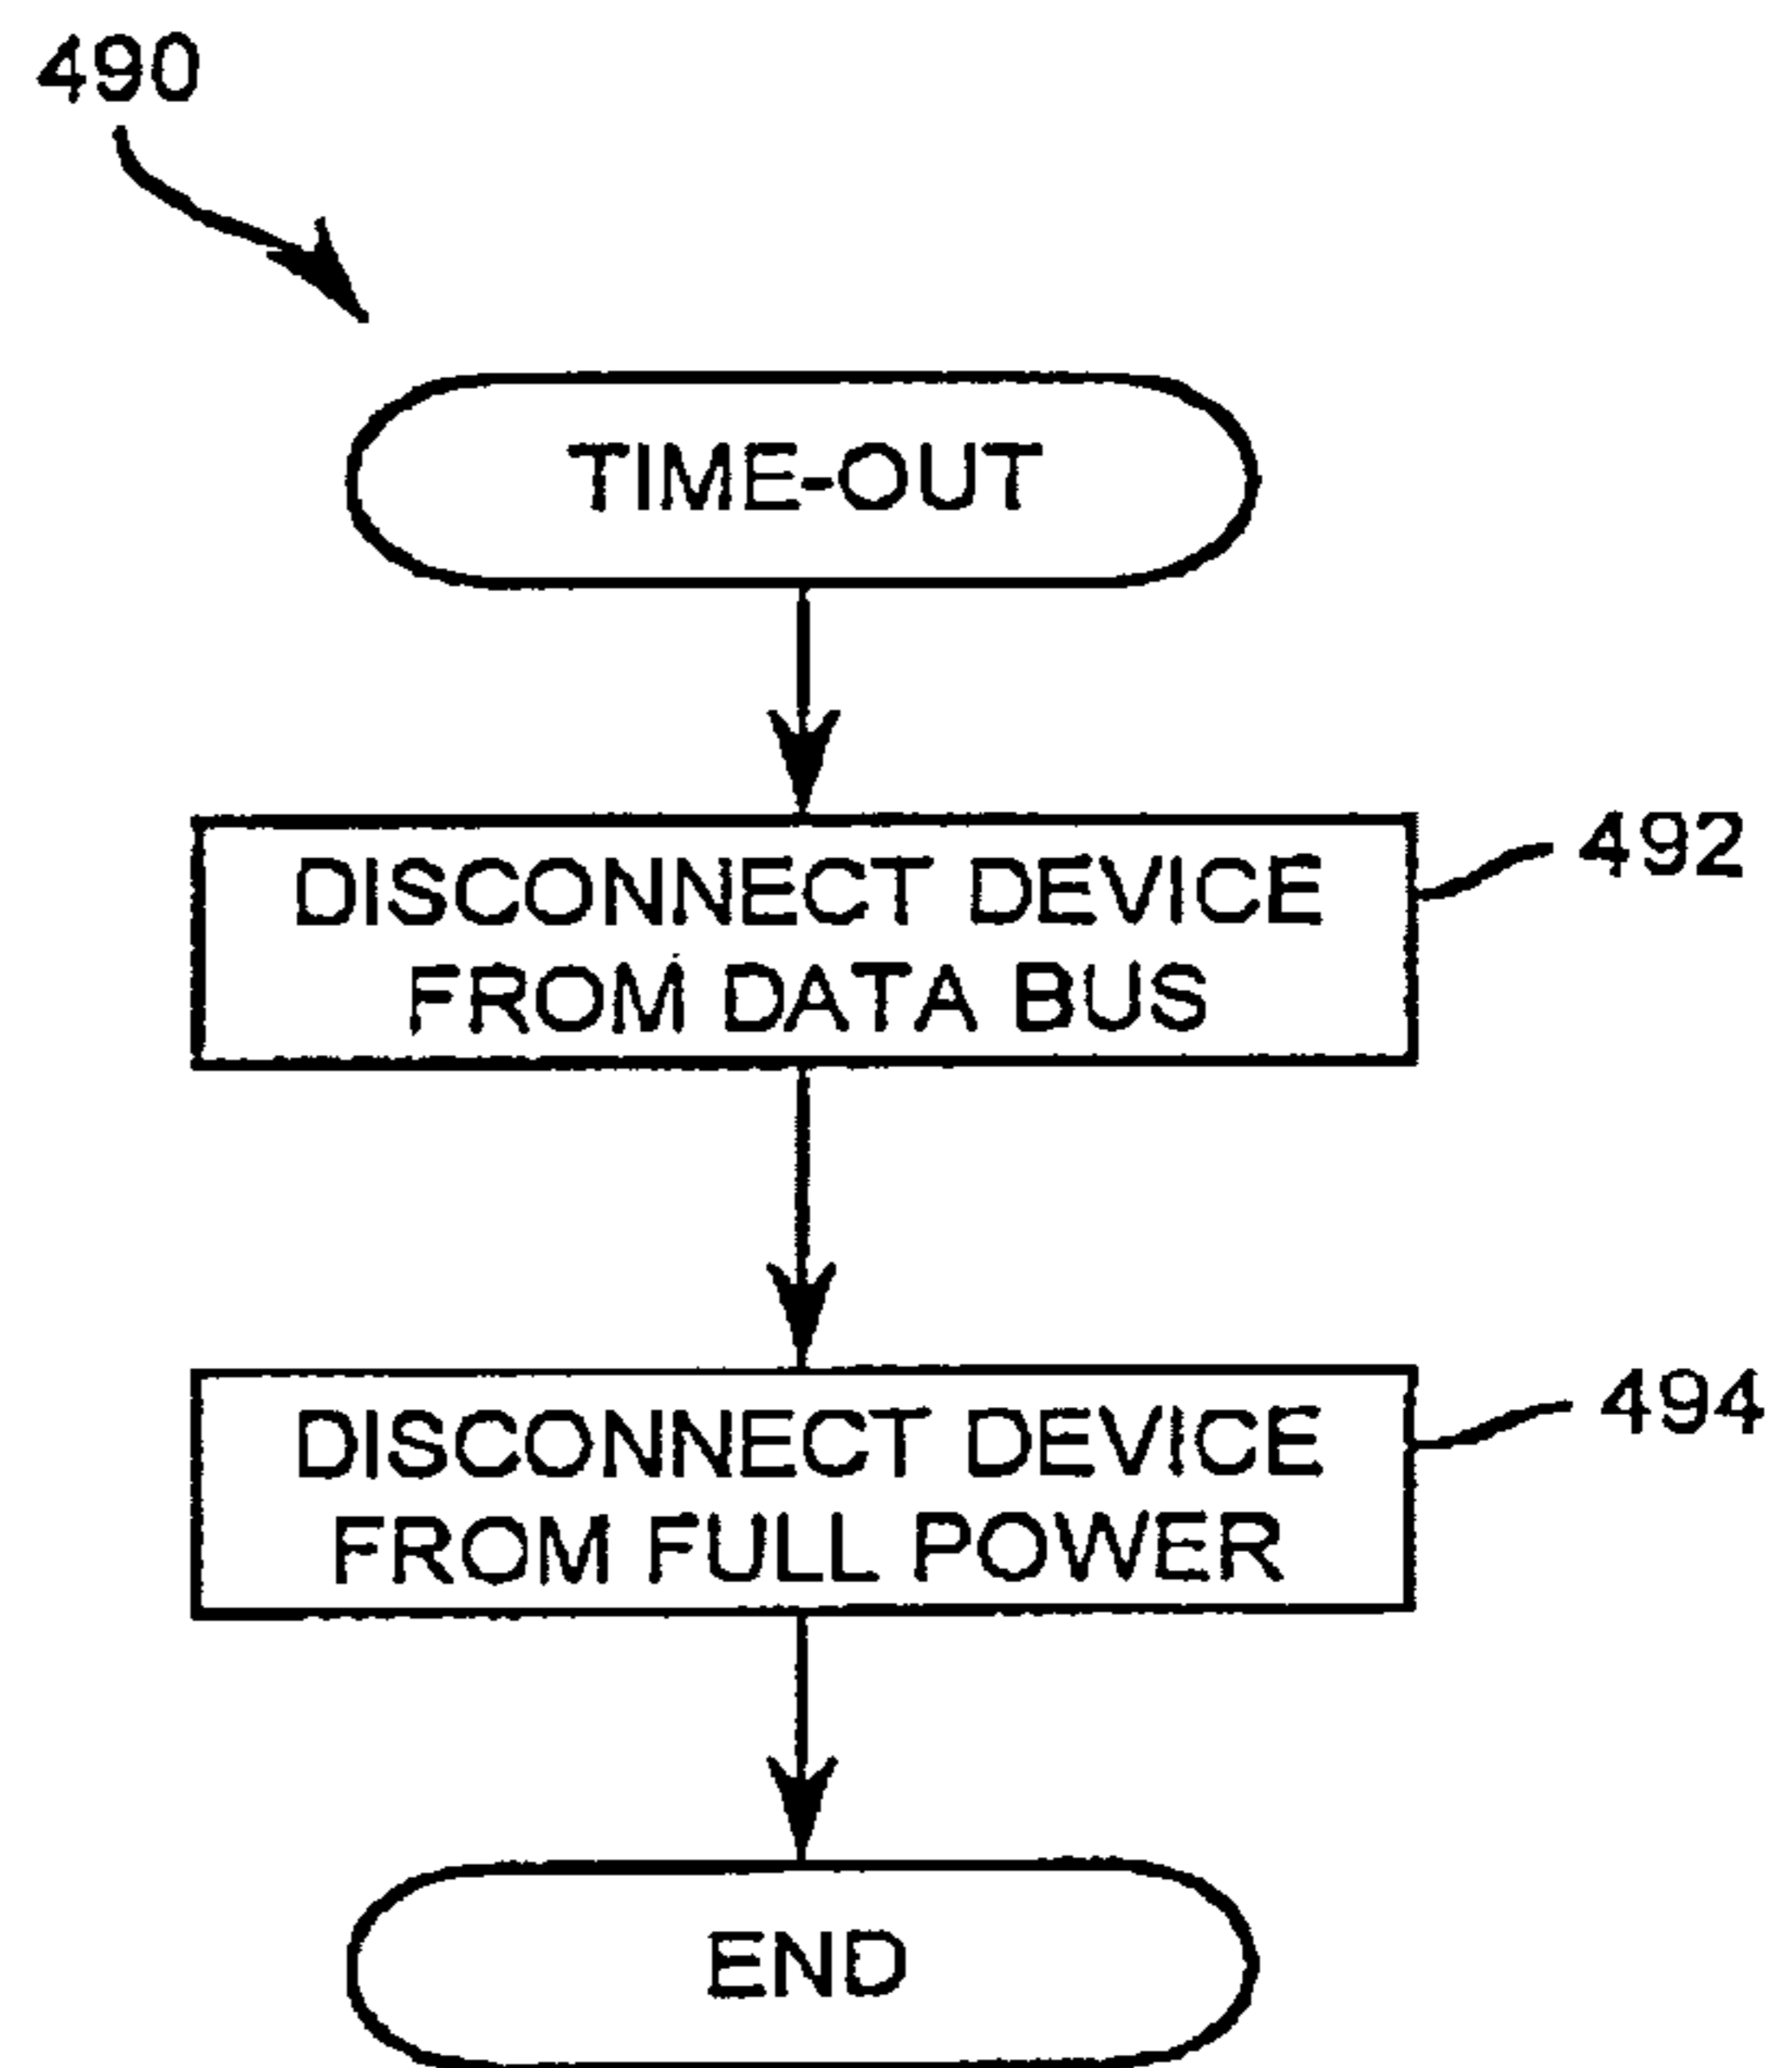 490
TIME-OUT
DISCONNECT DEVICE
FROM DATA BUS
492
DISCONNECT DEVICE
FROM FULL POWER
494
END